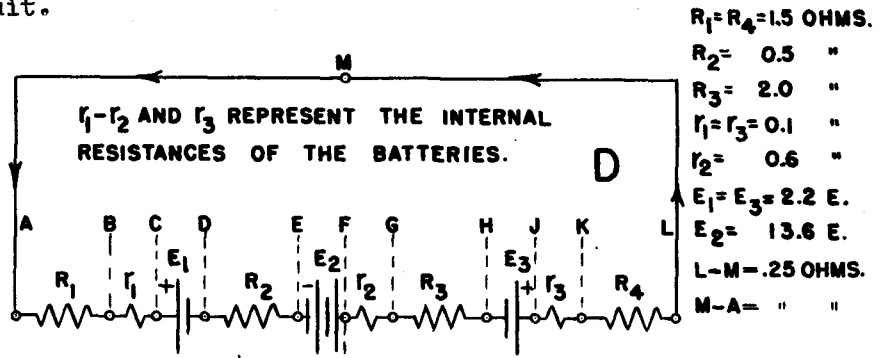 uit.
R₁=R₄=1.5 OHMS.
R₂= 0.5 "
R₃= 2.0 "
r₁=r₃=0.1 "
r₂= 0.6 "
E₁=E₃=2.2 E.
E₂= 13.6 E.
L-M=.25 OHMS.
M-A= " "
M
r₁-r₂ AND r₃ REPRESENT THE INTERNAL
RESISTANCES OF THE BATTERIES.
D
A B C D E F G H J K L
R₁ r₁ + E₁ R₂ - E₂ r₂ R₃ E₃ + r₃ R₄